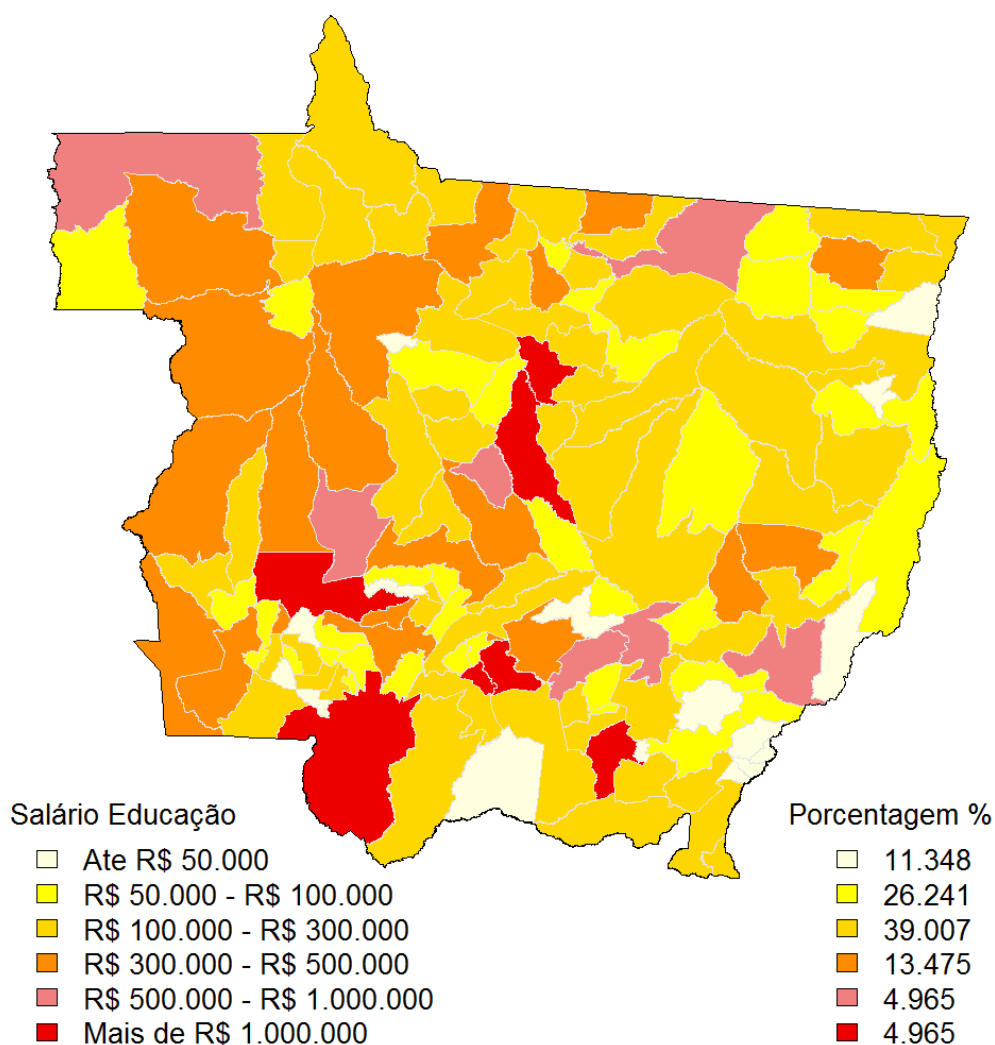 Salário Educação
Ate R$ 50.000
R$ 50.000 - R$ 100.000
R$ 100.000 - R$ 300.000
R$ 300.000 - R$ 500.000
R$ 500.000 - R$ 1.000.000
Mais de R$ 1.000.000
Porcentagem %
11.348
26.241
39.007
13.475
4.965
4.965